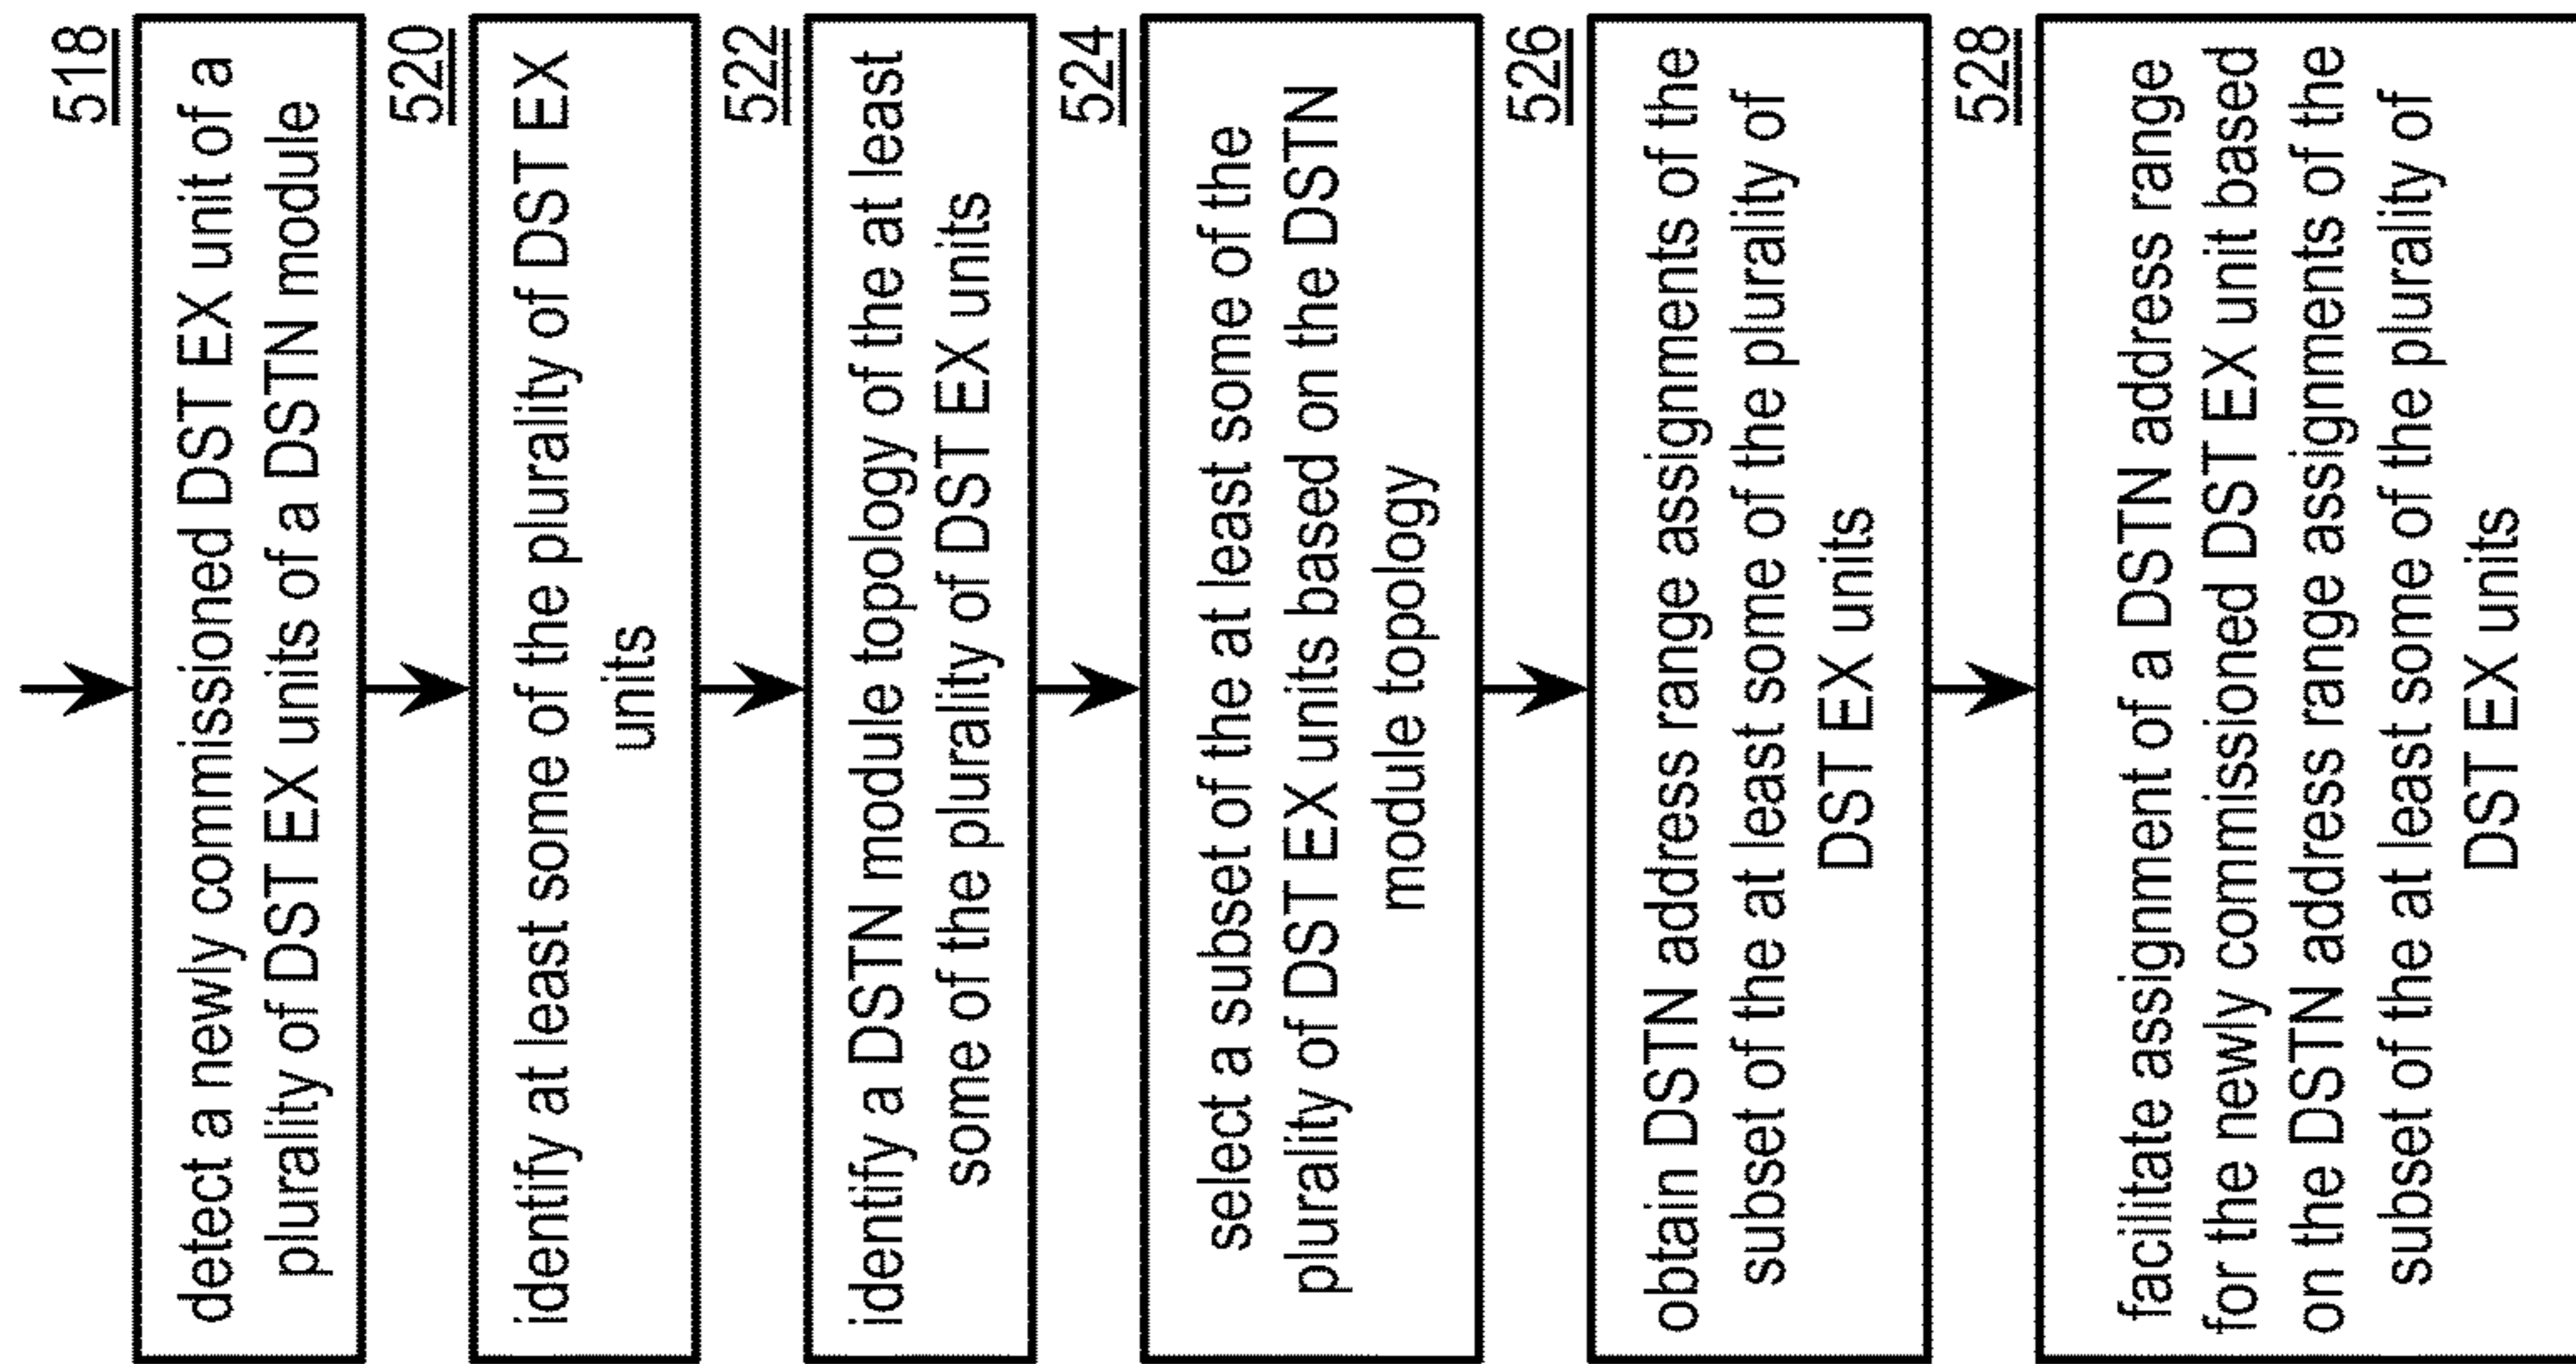 518
detect a newly commissioned DST EX unit of a
plurality of DST EX units of a DSTN module
520
identify at least some of the plurality of DST EX
units
522
identify a DSTN module topology of the at least
some of the plurality of DST EX units
524
select a subset of the at least some of the
plurality of DST EX units based on the DSTN
module topology
526
obtain DSTN address range assignments of the
subset of the at least some of the plurality of
DST EX units
528
facilitate assignment of a DSTN address range
for the newly commissioned DST EX unit based
on the DSTN address range assignments of the
subset of the at least some of the plurality of
DST EX units